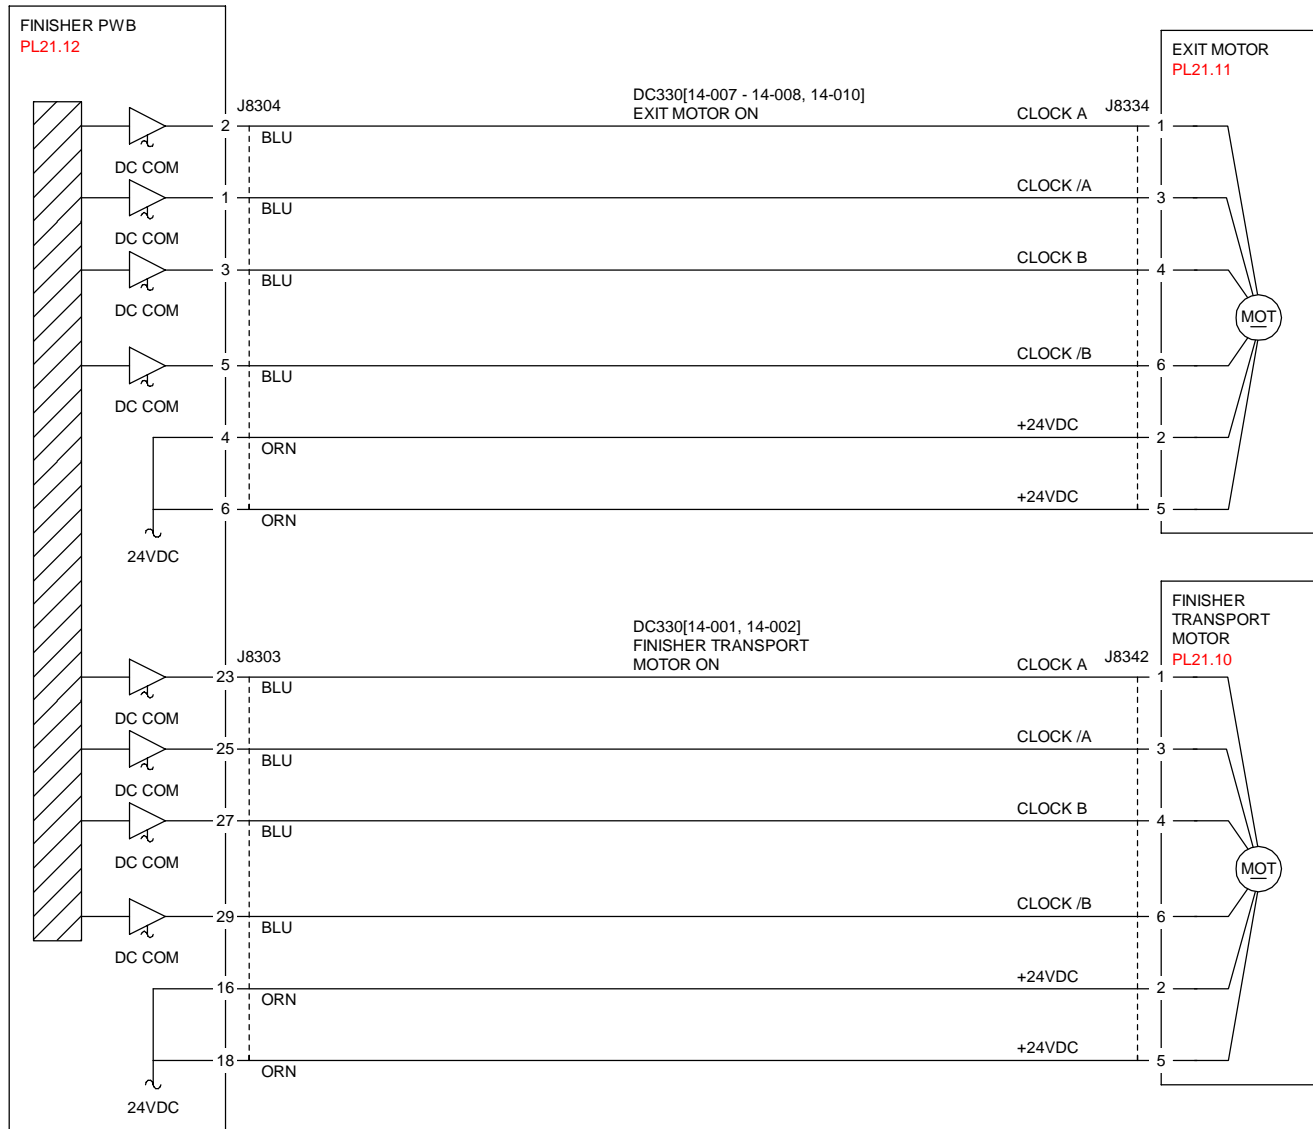 FINISHER PWB
PL21.12
EXIT MOTOR
PL21.11
DC330[14-007 - 14-008, 14-010]
EXIT MOTOR ON
J8304
J8334
2
BLU
CLOCK A
1
DC COM
1
BLU
CLOCK /A
3
DC COM
3
BLU
CLOCK B
4
DC COM
MOT
5
BLU
CLOCK /B
6
DC COM
4
ORN
+24VDC
2
6
ORN
+24VDC
5
24VDC
FINISHER
TRANSPORT
MOTOR
PL21.10
DC330[14-001, 14-002]
FINISHER TRANSPORT
MOTOR ON
J8303
J8342
23
BLU
CLOCK A
1
DC COM
25
BLU
CLOCK /A
3
DC COM
27
BLU
CLOCK B
4
DC COM
MOT
29
BLU
CLOCK /B
6
DC COM
16
ORN
+24VDC
2
18
ORN
+24VDC
5
24VDC